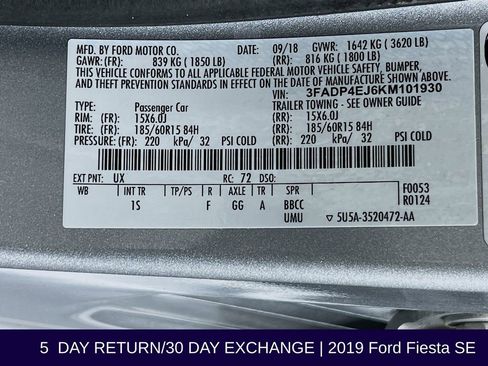 MFD. BY FORD MOTOR CO.
09/18 GVWR: 1642 KG ( 3620 LB)
GAWR:(FR): 839 KG ( 1850 LB) (RR): 816 KG ( 1800 LB)
THIS VEHICLE CONFORMS TO ALL APPLICABLE FEDERAL MOTOR VEHICLE
SAFETY, BUMPER, AND THEFT PREVENTION STANDARDS IN EFFECT
ON THE DATE OF MANUFACTURE SHOWN ABOVE.
VIN: 3FADP4EJ6KM101930
TYPE: Passenger Car TRAILER TOWING- SEE OWNER GUIDE
RIM: (FR): 15X6.0J (RR): 15X6.0J
TIRE: (FR): 185/60R15 84H (RR): 185/60R15 84H
PRESSURE: (FR): 220 kPa/ 32 PSI COLD (RR): 220 kPa/ 32 PSI COLD
EXT PNT: UX RC: 72 DSO:
WB INT TR TP/PS R AXLE TR SPR F0053
1S F GG A BBCC R0124
UMU ▽ 5U5A-3520472-AA
5 DAY RETURN/30 DAY EXCHANGE | 2019 Ford Fiesta SE